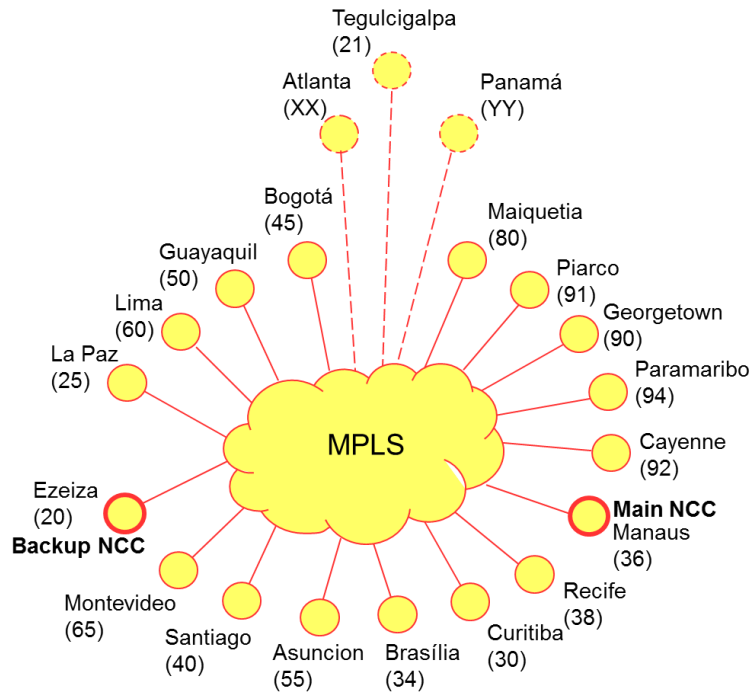 Tegulcigalpa
(21)
Atlanta
(XX)
Panamá
(YY)
Bogotá
(45)
Maiquetia
(80)
Guayaquil
(50)
Piarco
(91)
Lima
(60)
Georgetown
(90)
La Paz
(25)
Paramaribo
(94)
MPLS
Cayenne
(92)
Ezeiza
(20)
Backup NCC
Main NCC
Manaus
(36)
Montevideo
(65)
Recife
(38)
Santiago
(40)
Asuncion
(55)
Brasília
(34)
Curitiba
(30)